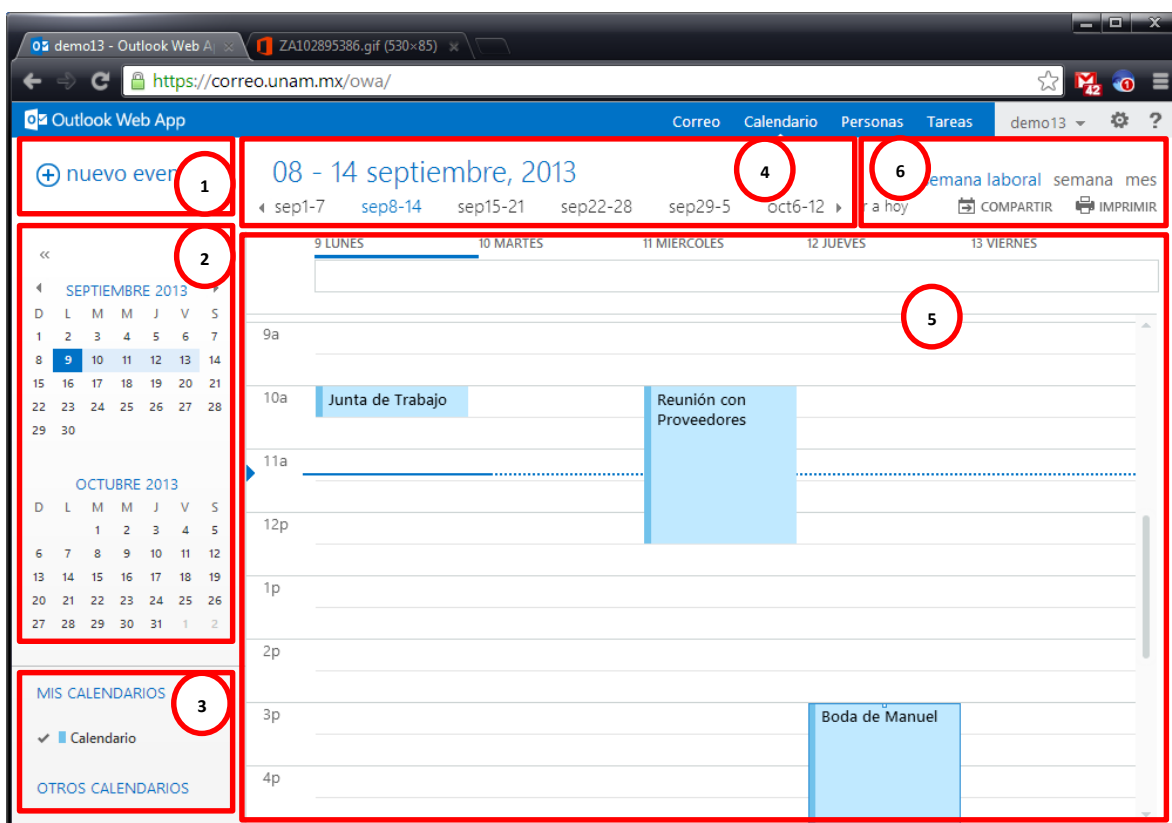 demo13 - Outlook Web A
ZA102895386.gif (530×85)
https://correo.unam.mx/owa/
42
1
Outlook Web App
Correo Calendario Personas Tareas demo13 ?
nuevo even
1
08 - 14 septiembre, 2013
4
sep1-7 sep8-14 sep15-21 sep22-28 sep29-5 oct6-12
6
emana laboral semana mes
r a hoy COMPARTIR IMPRIMIR
2
SEPTIEMBRE 2013
D L M M J V S
1 2 3 4 5 6 7
8 9 10 11 12 13 14
15 16 17 18 19 20 21
22 23 24 25 26 27 28
29 30
OCTUBRE 2013
D L M M J V S
1 2 3 4 5
6 7 8 9 10 11 12
13 14 15 16 17 18 19
20 21 22 23 24 25 26
27 28 29 30 31 1 2
MIS CALENDARIOS
3
Calendario
OTROS CALENDARIOS
9 LUNES 10 MARTES 11 MIÉRCOLES 12 JUEVES 13 VIERNES
5
9a
10a Junta de Trabajo Reunión con
Proveedores
11a
12p
1p
2p
3p Boda de Manuel
4p